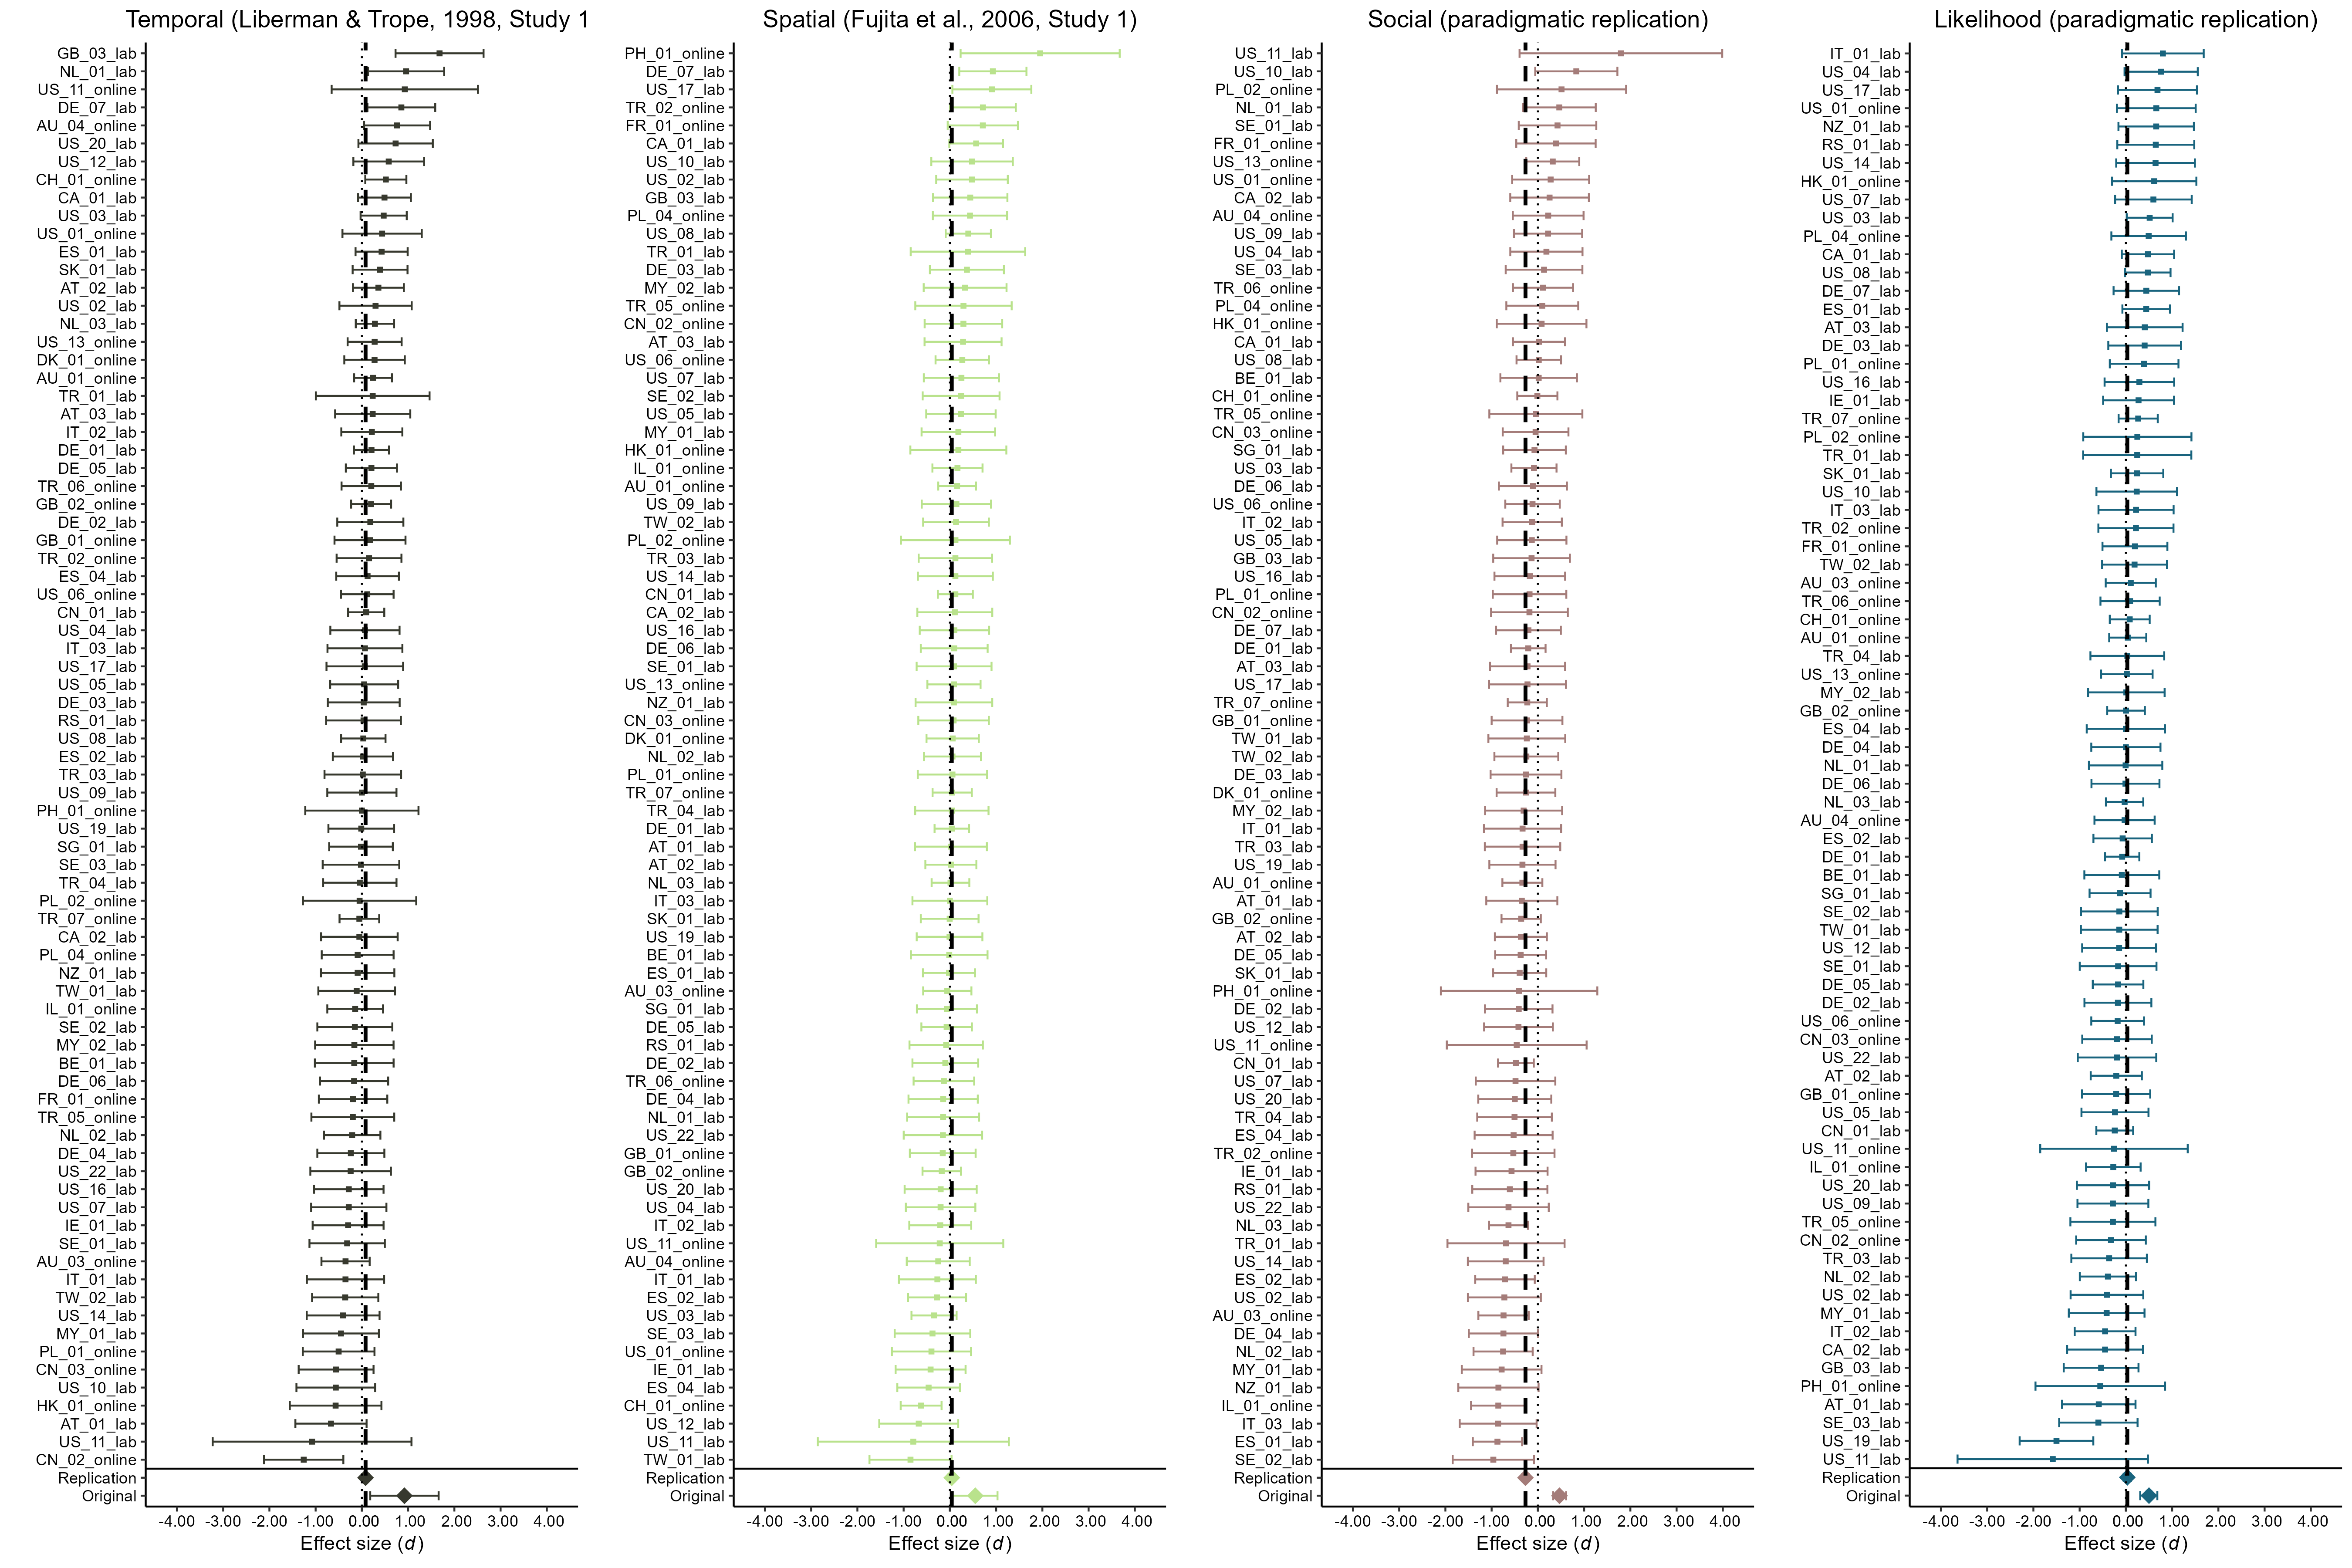 Temporal (Liberman & Trope, 1998, Study 1
GB_03_lab
NL_01_lab
US_11_online
DE_07_lab
AU_04_online
US_20_lab
US_12_lab
CH_01_online
CA_01_lab
US_03_lab
US_01_online
ES_01_lab
SK_01_lab
AT_02_lab
US_02_lab
NL_03_lab
US_13_online
DK_01_online
AU_01_online
TR_01_lab
AT_03_lab
IT_02_lab
DE_01_lab
DE_05_lab
TR_06_online
GB_02_online
DE_02_lab
GB_01_online
TR_02_online
ES_04_lab
US_06_online
CN_01_lab
US_04_lab
IT_03_lab
US_17_lab
US_05_lab
DE_03_lab
RS_01_lab
US_08_lab
ES_02_lab
TR_03_lab
US_09_lab
PH_01_online
US_19_lab
SG_01_lab
SE_03_lab
TR_04_lab
PL_02_online
TR_07_online
CA_02_lab
PL_04_online
NZ_01_lab
TW_01_lab
IL_01_online
SE_02_lab
MY_02_lab
BE_01_lab
DE_06_lab
FR_01_online
TR_05_online
NL_02_lab
DE_04_lab
US_22_lab
US_16_lab
US_07_lab
IE_01_lab
SE_01_lab
AU_03_online
IT_01_lab
TW_02_lab
US_14_lab
MY_01_lab
PL_01_online
CN_03_online
US_10_lab
HK_01_online
AT_01_lab
US_11_lab
CN_02_online
Replication
Original
-4.00 -3.00 -2.00 -1.00 0.00 1.00 2.00 3.00 4.00
Effect size (d)
Spatial (Fujita et al., 2006, Study 1)
PH_01_online
DE_07_lab
US_17_lab
TR_02_online
FR_01_online
CA_01_lab
US_10_lab
US_02_lab
GB_03_lab
PL_04_online
US_08_lab
TR_01_lab
DE_03_lab
MY_02_lab
TR_05_online
CN_02_online
AT_03_lab
US_06_online
US_07_lab
SE_02_lab
US_05_lab
MY_01_lab
HK_01_online
IL_01_online
AU_01_online
US_09_lab
TW_02_lab
PL_02_online
TR_03_lab
US_14_lab
CN_01_lab
CA_02_lab
US_16_lab
DE_06_lab
SE_01_lab
US_13_online
NZ_01_lab
CN_03_online
DK_01_online
NL_02_lab
PL_01_online
TR_07_online
TR_04_lab
DE_01_lab
AT_01_lab
AT_02_lab
NL_03_lab
IT_03_lab
SK_01_lab
US_19_lab
BE_01_lab
ES_01_lab
AU_03_online
SG_01_lab
DE_05_lab
RS_01_lab
DE_02_lab
TR_06_online
DE_04_lab
NL_01_lab
US_22_lab
GB_01_online
GB_02_online
US_20_lab
US_04_lab
IT_02_lab
US_11_online
AU_04_online
IT_01_lab
ES_02_lab
US_03_lab
SE_03_lab
US_01_online
IE_01_lab
ES_04_lab
CH_01_online
US_12_lab
US_11_lab
TW_01_lab
Replication
Original
-4.00 -3.00 -2.00 -1.00 0.00 1.00 2.00 3.00 4.00
Effect size (d)
Social (paradigmatic replication)
US_11_lab
US_10_lab
PL_02_online
NL_01_lab
SE_01_lab
FR_01_online
US_13_online
US_01_online
CA_02_lab
AU_04_online
US_09_lab
US_04_lab
SE_03_lab
TR_06_online
PL_04_online
HK_01_online
CA_01_lab
US_08_lab
BE_01_lab
CH_01_online
TR_05_online
CN_03_online
SG_01_lab
US_03_lab
DE_06_lab
US_06_online
IT_02_lab
US_05_lab
GB_03_lab
US_16_lab
PL_01_online
CN_02_online
DE_07_lab
DE_01_lab
AT_03_lab
US_17_lab
TR_07_online
GB_01_online
TW_01_lab
TW_02_lab
DE_03_lab
DK_01_online
MY_02_lab
IT_01_lab
TR_03_lab
US_19_lab
AU_01_online
AT_01_lab
GB_02_online
AT_02_lab
DE_05_lab
SK_01_lab
PH_01_online
DE_02_lab
US_12_lab
US_11_online
CN_01_lab
US_07_lab
US_20_lab
TR_04_lab
ES_04_lab
TR_02_online
IE_01_lab
RS_01_lab
US_22_lab
NL_03_lab
TR_01_lab
US_14_lab
ES_02_lab
US_02_lab
AU_03_online
DE_04_lab
NL_02_lab
MY_01_lab
NZ_01_lab
IL_01_online
IT_03_lab
ES_01_lab
SE_02_lab
Replication
Original
-4.00 -3.00 -2.00 -1.00 0.00 1.00 2.00 3.00 4.00
Effect size (d)
Likelihood (paradigmatic replication)
IT_01_lab
US_04_lab
US_17_lab
US_01_online
NZ_01_lab
RS_01_lab
US_14_lab
HK_01_online
US_07_lab
US_03_lab
PL_04_online
CA_01_lab
US_08_lab
DE_07_lab
ES_01_lab
AT_03_lab
DE_03_lab
PL_01_online
US_16_lab
IE_01_lab
TR_07_online
PL_02_online
TR_01_lab
SK_01_lab
US_10_lab
IT_03_lab
TR_02_online
FR_01_online
TW_02_lab
AU_03_online
TR_06_online
CH_01_online
AU_01_online
TR_04_lab
US_13_online
MY_02_lab
GB_02_online
ES_04_lab
DE_04_lab
NL_01_lab
DE_06_lab
NL_03_lab
AU_04_online
ES_02_lab
DE_01_lab
BE_01_lab
SG_01_lab
SE_02_lab
TW_01_lab
US_12_lab
SE_01_lab
DE_05_lab
DE_02_lab
US_06_online
CN_03_online
US_22_lab
AT_02_lab
GB_01_online
US_05_lab
CN_01_lab
US_11_online
IL_01_online
US_20_lab
US_09_lab
TR_05_online
CN_02_online
TR_03_lab
NL_02_lab
US_02_lab
MY_01_lab
IT_02_lab
CA_02_lab
GB_03_lab
PH_01_online
AT_01_lab
SE_03_lab
US_19_lab
US_11_lab
Replication
Original
-4.00 -3.00 -2.00 -1.00 0.00 1.00 2.00 3.00 4.00
Effect size (d)